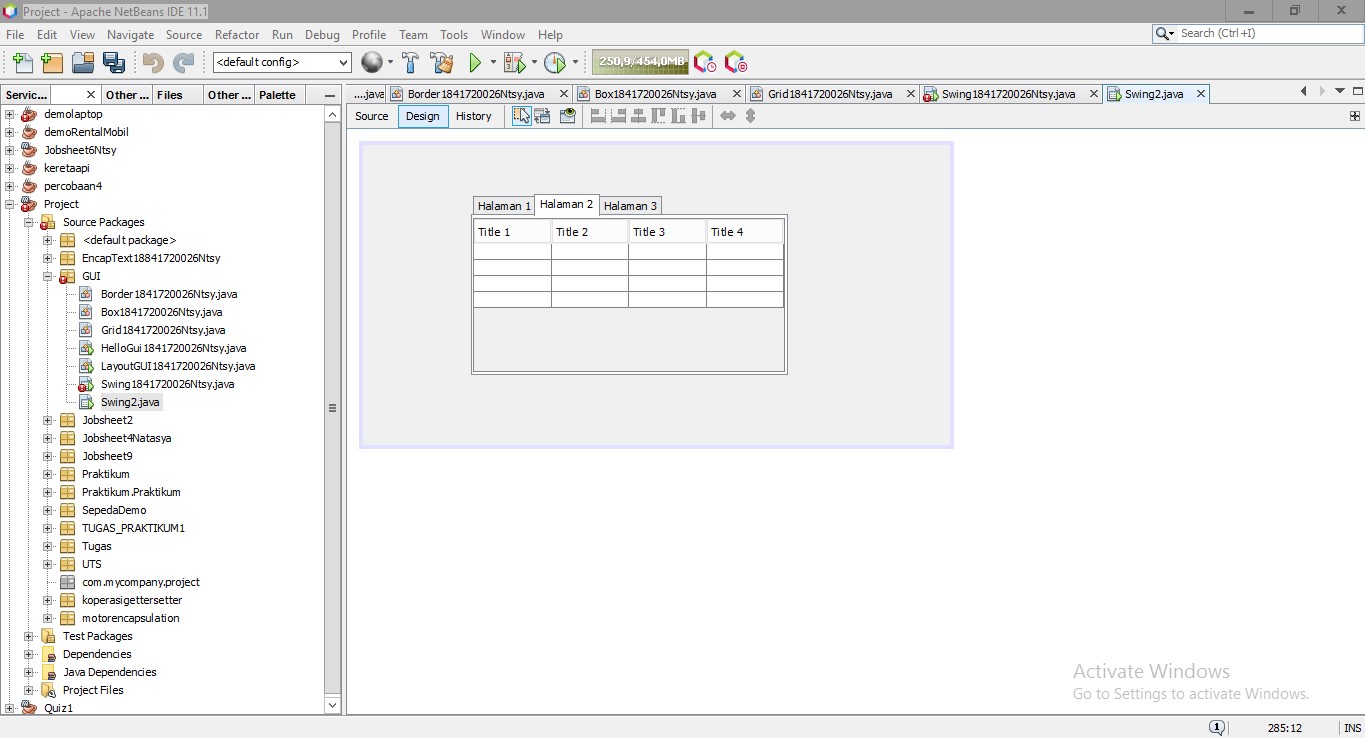 Project - Apache NetBeans IDE 11.1
File Edit View Navigate Source Refactor Run Debug Profile Team Tools Window Help
Search (Ctrl+I)
<default config>
250,9/454,0MB
Servic... Other ... Files Other ... Palette
....java Border1841720026Ntsy.java Box1841720026Ntsy.java Grid1841720026Ntsy.java Swing1841720026Ntsy.java Swing2.java
Source Design History
demolaptop
demoRentalMobil
Jobsheet6Ntsy
keretaapi
percobaan4
Project
Source Packages
<default package>
EncapText18841720026Ntsy
GUI
Border1841720026Ntsy.java
Box1841720026Ntsy.java
Grid1841720026Ntsy.java
HelloGui1841720026Ntsy.java
LayoutGUI1841720026Ntsy.java
Swing1841720026Ntsy.java
Swing2.java
Jobsheet2
Jobsheet4Natasya
Jobsheet9
Praktikum
Praktikum.Praktikum
SepedaDemo
TUGAS_PRAKTIKUM1
Tugas
UTS
com.mycompany.project
koperasigettersetter
motorencapsulation
Test Packages
Dependencies
Java Dependencies
Project Files
Quiz1
Halaman 1 Halaman 2 Halaman 3
Title 1 Title 2 Title 3 Title 4
Activate Windows
Go to Settings to activate Windows.
1 285:12 INS